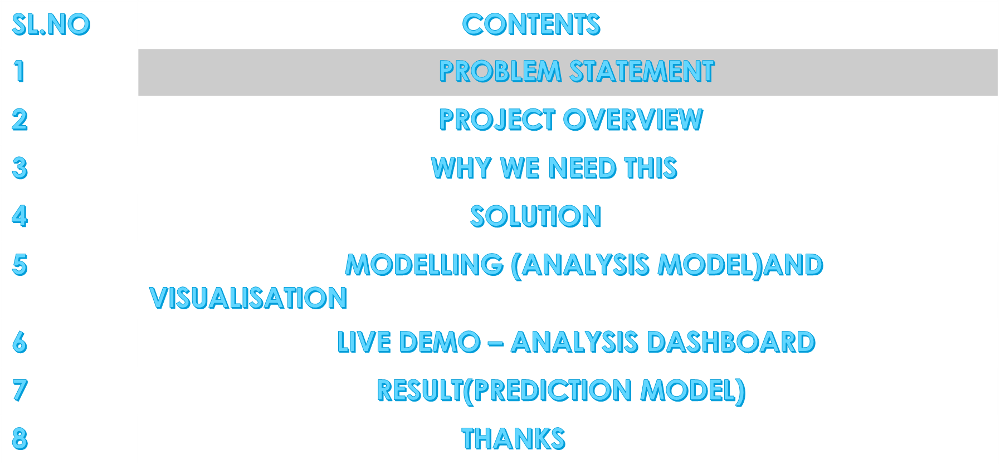 SL.NO CONTENTS
1 PROBLEM STATEMENT
2 PROJECT OVERVIEW
3 WHY WE NEED THIS
4 SOLUTION
5 MODELLING (ANALYSIS MODEL)AND
VISUALISATION
6 LIVE DEMO – ANALYSIS DASHBOARD
7 RESULT(PREDICTION MODEL)
8 THANKS